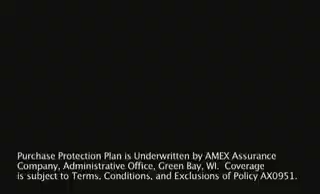 Purchase Protection Plan is Underwritten by AMEX Assurance
Company, Administrative Office, Green Bay, WI.  Coverage
is subject to Terms, Conditions, and Exclusions of Policy AX0951.